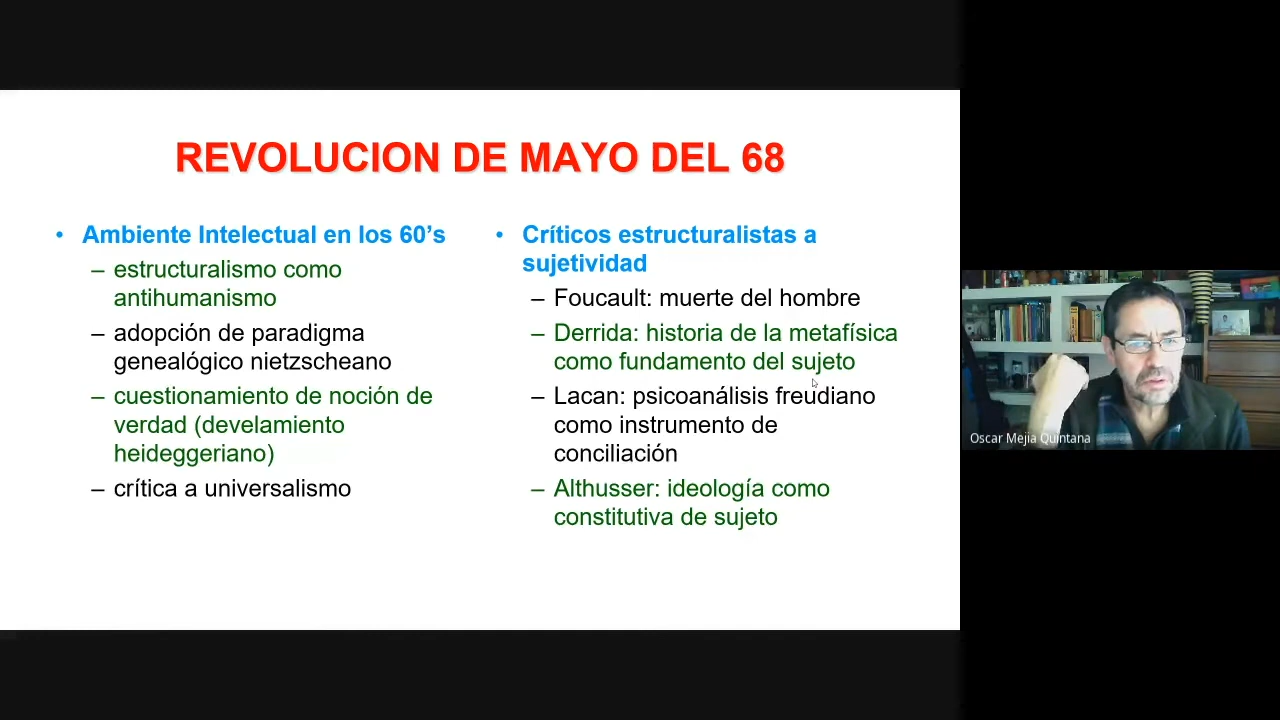 REVOLUCION DE MAYO DEL 68
• Ambiente Intelectual en los 60’s
– estructuralismo como
antihumanismo
– adopción de paradigma
genealógico nietzscheano
– cuestionamiento de noción de
verdad (develamiento
heideggeriano)
– crítica a universalismo
• Críticos estructuralistas a
sujetividad
– Foucault: muerte del hombre
– Derrida: historia de la metafísica
como fundamento del sujeto
– Lacan: psicoanálisis freudiano
como instrumento de
conciliación
– Althusser: ideología como
constitutiva de sujeto
Oscar Mejia Quintana